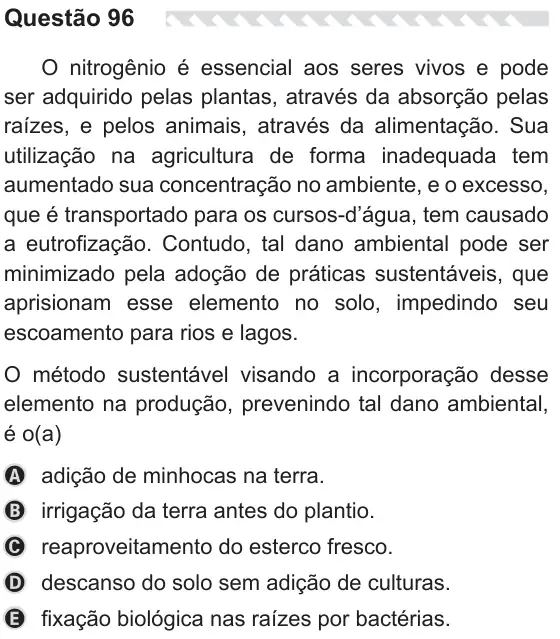 Questão 96
O nitrogênio é essencial aos seres vivos e pode
ser adquirido pelas plantas, através da absorção pelas
raízes, e pelos animais, através da alimentação. Sua
utilização na agricultura de forma inadequada tem
aumentado sua concentração no ambiente, e o excesso,
que é transportado para os cursos-d’água, tem causado
a eutrofização. Contudo, tal dano ambiental pode ser
minimizado pela adoção de práticas sustentáveis, que
aprisionam esse elemento no solo, impedindo seu
escoamento para rios e lagos.
O método sustentável visando a incorporação desse
elemento na produção, prevenindo tal dano ambiental,
é o(a)
A adição de minhocas na terra.
B irrigação da terra antes do plantio.
C reaproveitamento do esterco fresco.
D descanso do solo sem adição de culturas.
E fixação biológica nas raízes por bactérias.